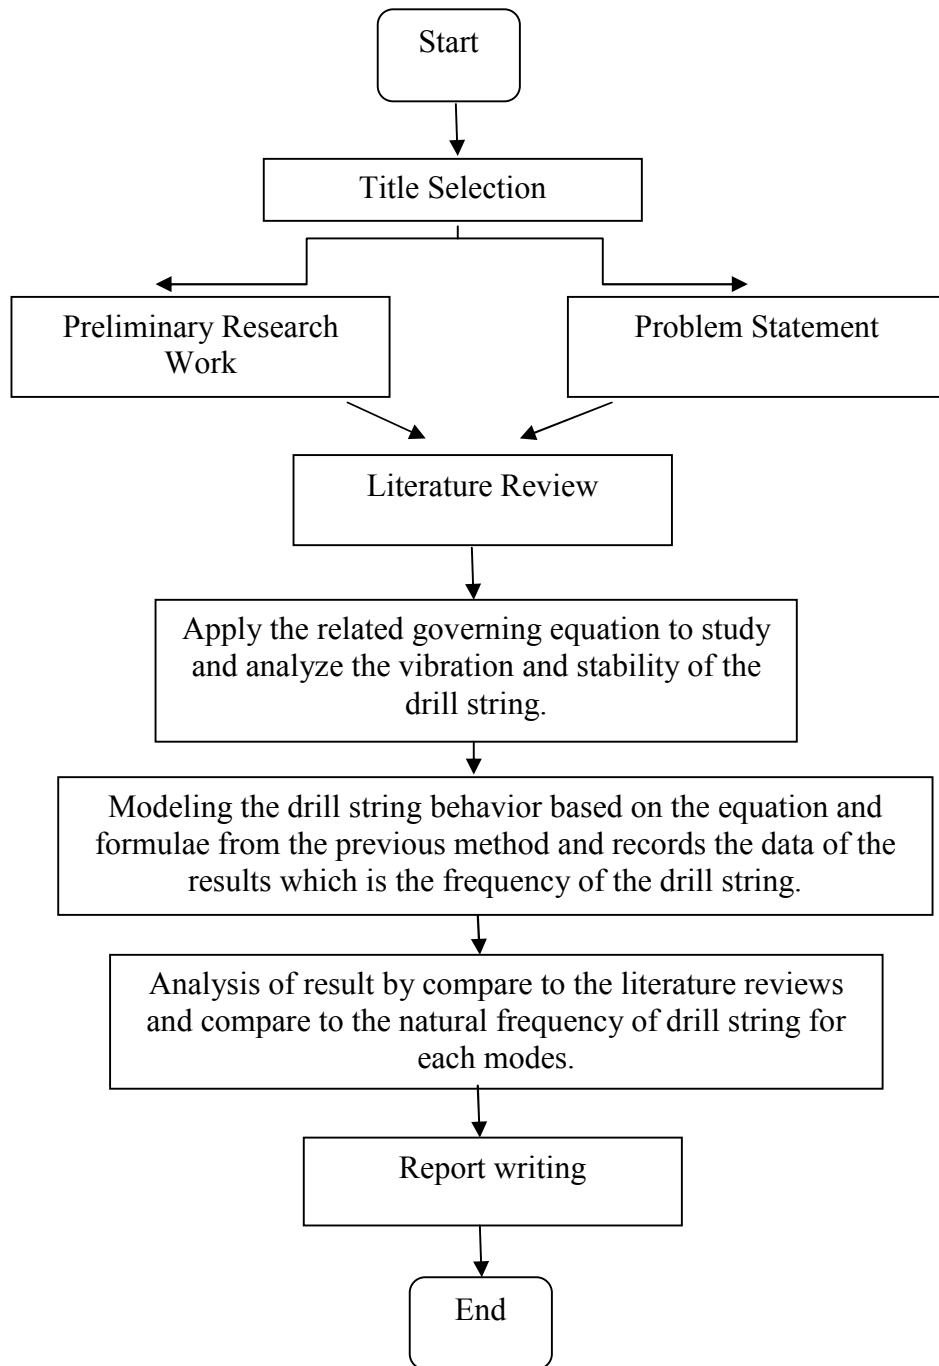 Start
Title Selection
Preliminary Research
Work
Problem Statement
Literature Review
Apply the related governing equation to study
and analyze the vibration and stability of the
drill string.
Modeling the drill string behavior based on the equation and
formulae from the previous method and records the data of the
results which is the frequency of the drill string.
Analysis of result by compare to the literature reviews
and compare to the natural frequency of drill string for
each modes.
Report writing
End